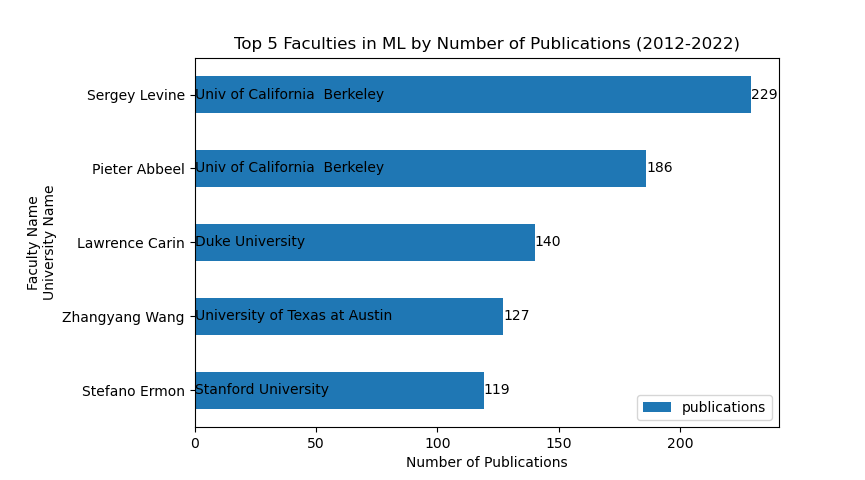 Top 5 Faculties in ML by Number of Publications (2012-2022)
Faculty Name
University Name
Sergey Levine Univ of California  Berkeley 229
Pieter Abbeel Univ of California  Berkeley 186
Lawrence Carin Duke University 140
Zhangyang Wang University of Texas at Austin 127
Stefano Ermon Stanford University 119
publications
0 50 100 150 200
Number of Publications